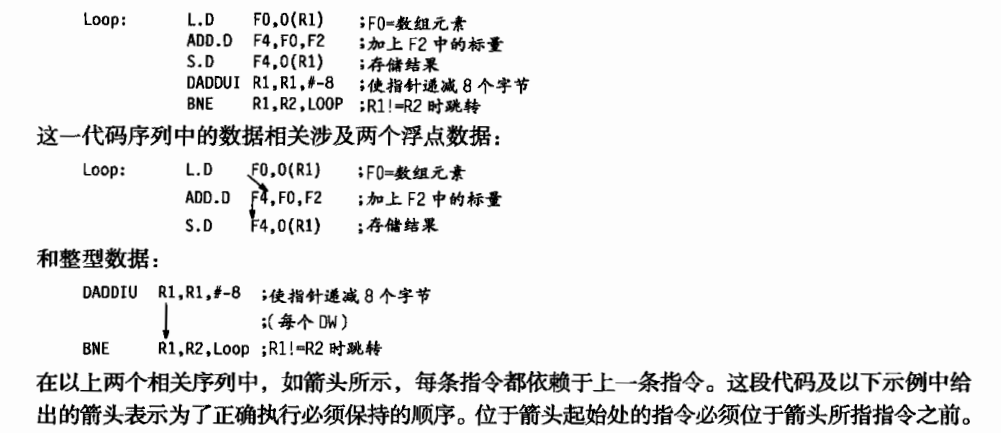 Loop: L.D F0,0(R1) ;F0=数组元素
ADD.D F4,F0,F2 ;加上F2中的标量
S.D F4,0(R1) ;存储结果
DADDUI R1,R1,#-8 ;使指针递减8个字节
BNE R1,R2,LOOP ;R1!=R2时跳转
这一代码序列中的数据相关涉及两个浮点数据：
Loop: L.D F0,0(R1) ;F0=数组元素
ADD.D F4,F0,F2 ;加上F2中的标量
S.D F4,0(R1) ;存储结果
和整型数据：
DADDIU R1,R1,#-8 ;使指针递减8个字节
;(每个DW)
BNE R1,R2,Loop ;R1!=R2时跳转
在以上两个相关序列中，如箭头所示，每条指令都依赖于上一条指令。这段代码及以下示例中给
出的箭头表示为了正确执行必须保持的顺序。位于箭头起始处的指令必须位于箭头所指指令之前。